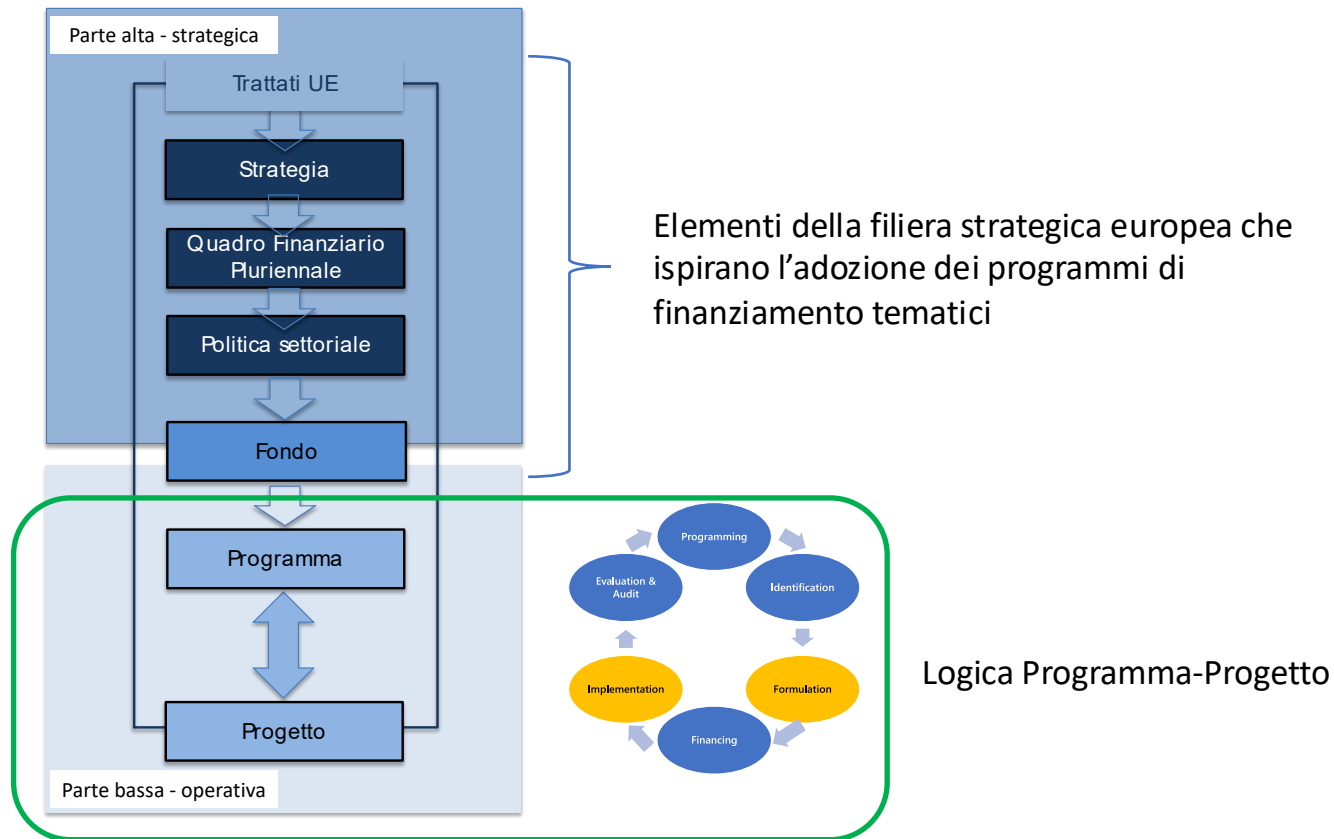 Parte alta - strategica
Trattati UE
Strategia
Quadro Finanziario
Pluriennale
Politica settoriale
Fondo
Elementi della filiera strategica europea che
ispirano l’adozione dei programmi di
finanziamento tematici
Programma
Progetto
Parte bassa - operativa
Programming
Identification
Formulation
Financing
Implementation
Evaluation &
Audit
Logica Programma-Progetto